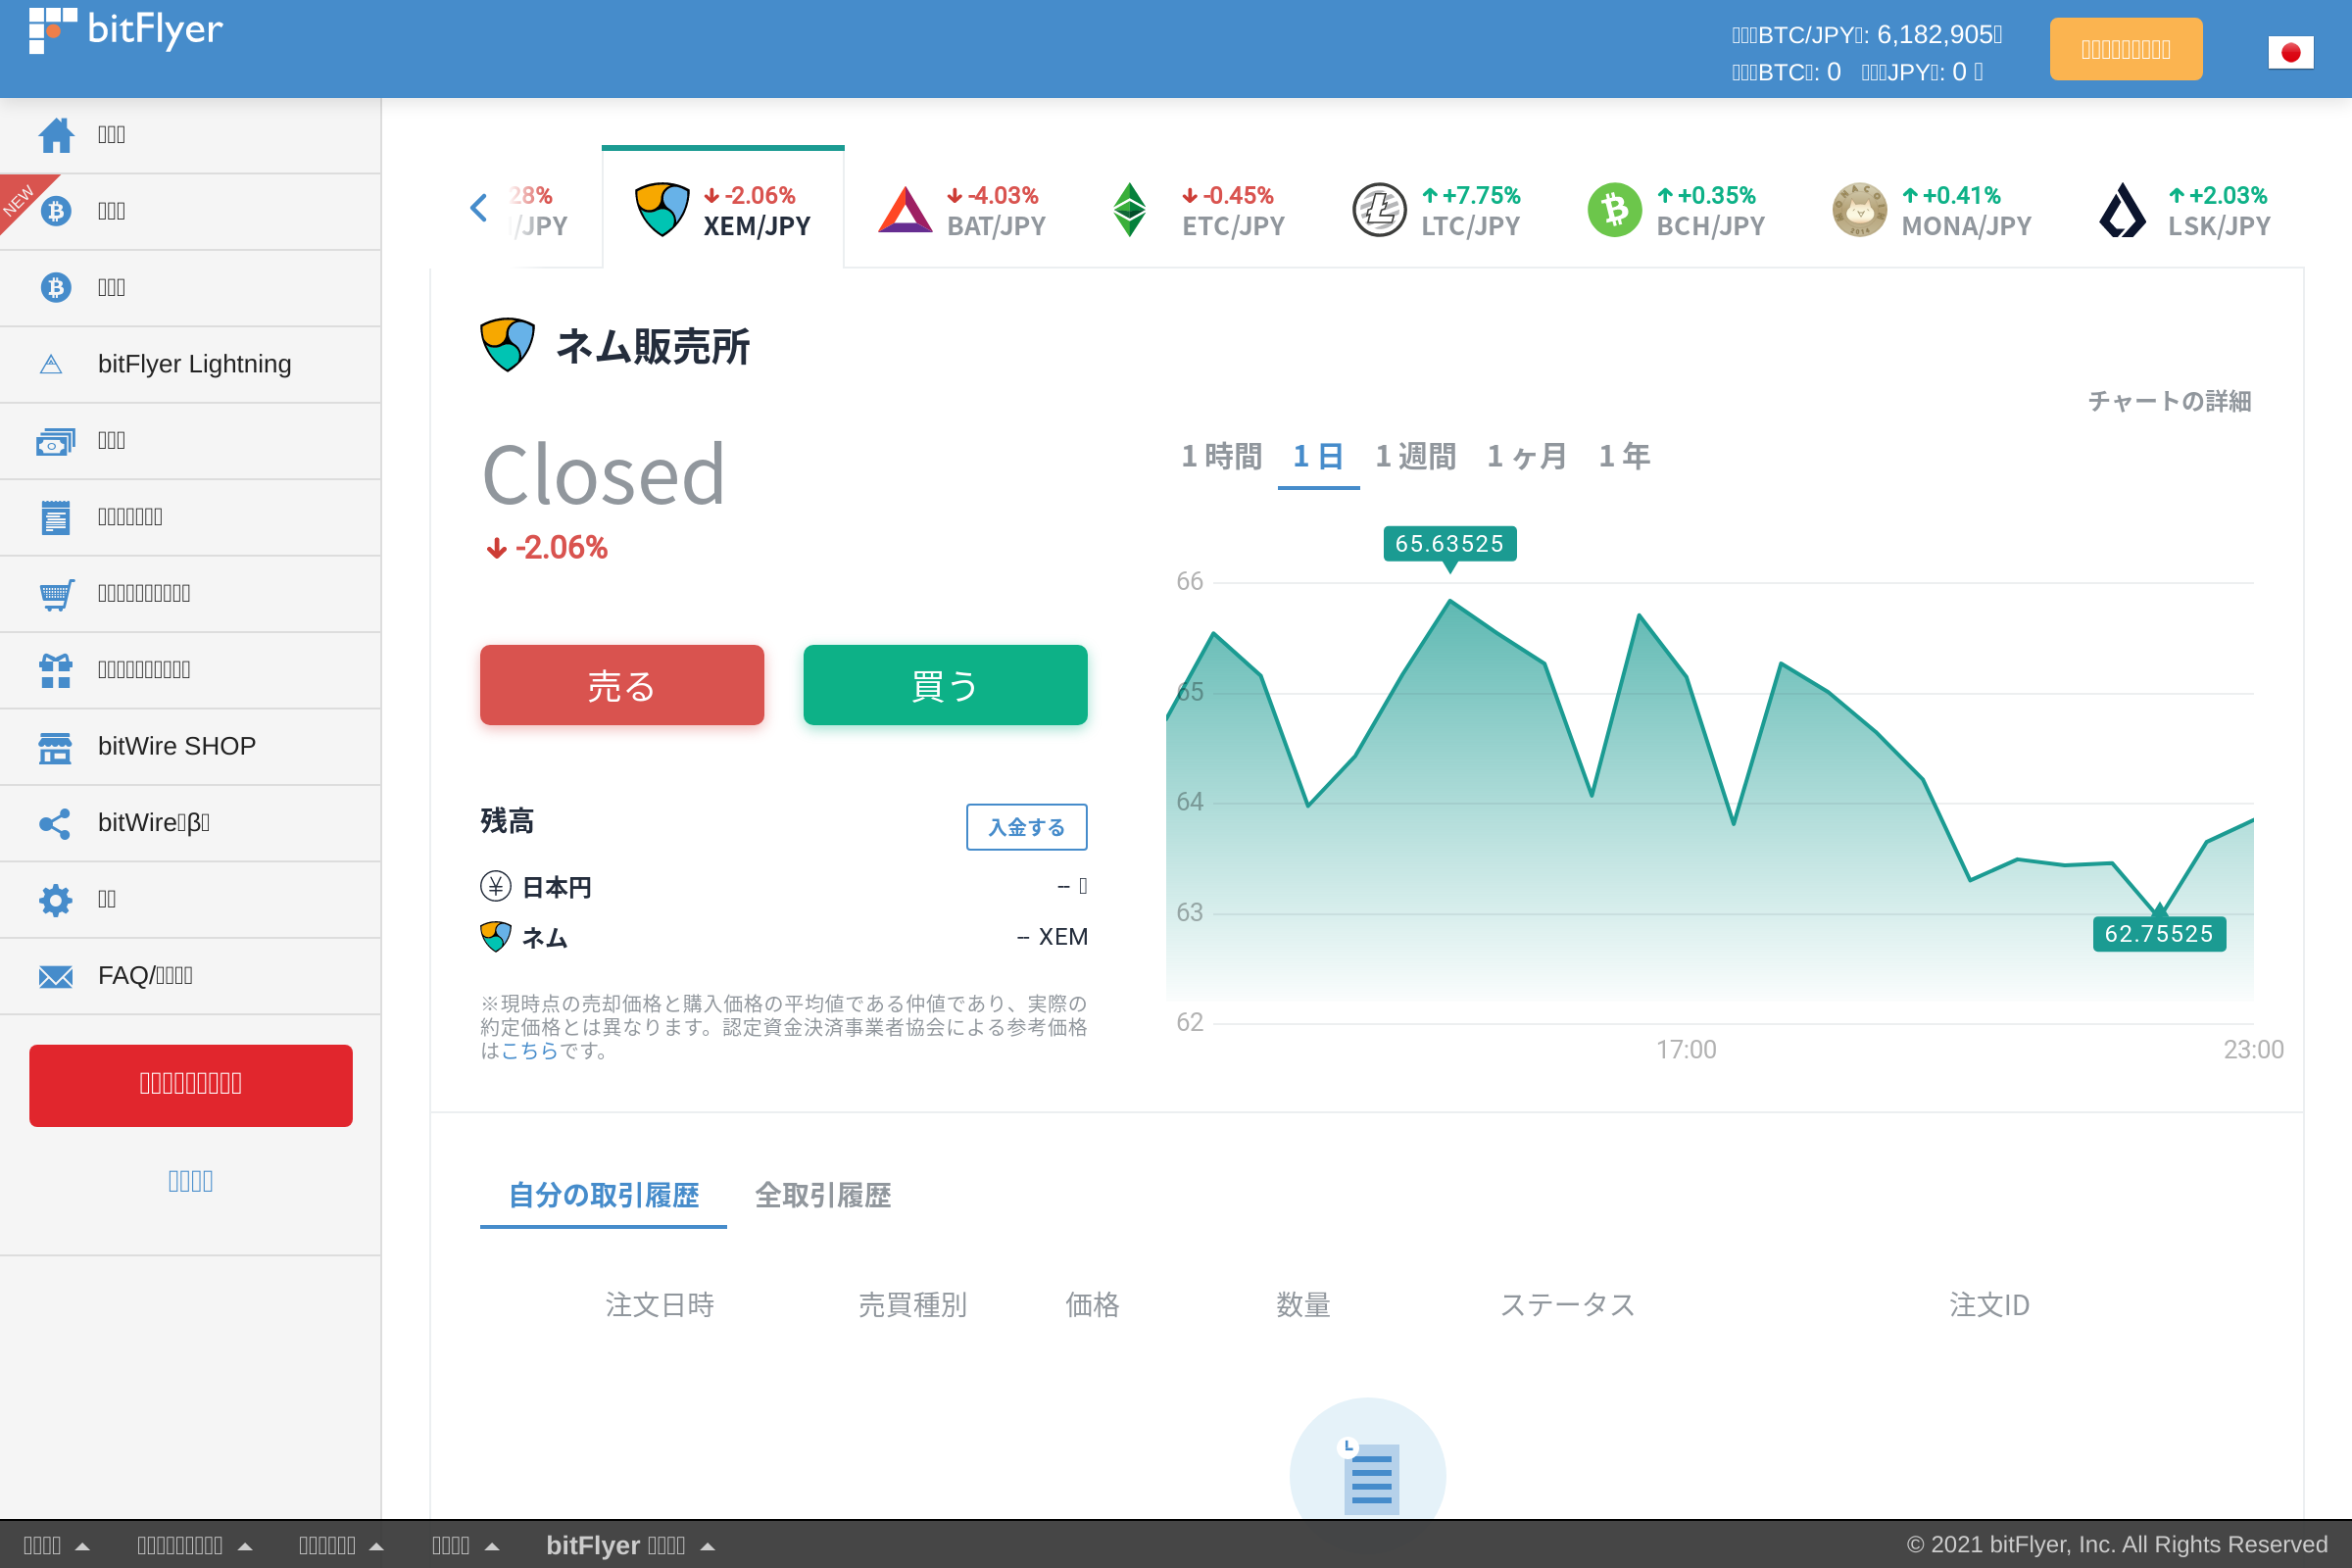 bitFlyer
BTC/JPY: 6,182,905
BTC: 0 JPY: 0
NEW
bitFlyer Lightning
bitWire SHOP
bitWire β
FAQ/
28%
/JPY
-2.06%
XEM/JPY
-4.03%
BAT/JPY
-0.45%
ETC/JPY
+7.75%
LTC/JPY
+0.35%
BCH/JPY
+0.41%
MONA/JPY
+2.03%
LSK/JPY
ネム販売所
チャートの詳細
Closed
-2.06%
1 時間 1 日 1 週間 1 ヶ月 1 年
売る 買う
残高 入金する
日本円 --
ネム -- XEM
※現時点の売却価格と購入価格の平均値である仲値であり、実際の
約定価格とは異なります。認定資金決済事業者協会による参考価格
はこちらです。
65.63525
66
65
64
63
62.75525
62
17:00 23:00
自分の取引履歴 全取引履歴
注文日時 売買種別 価格 数量 ステータス 注文ID
bitFlyer
© 2021 bitFlyer, Inc. All Rights Reserved